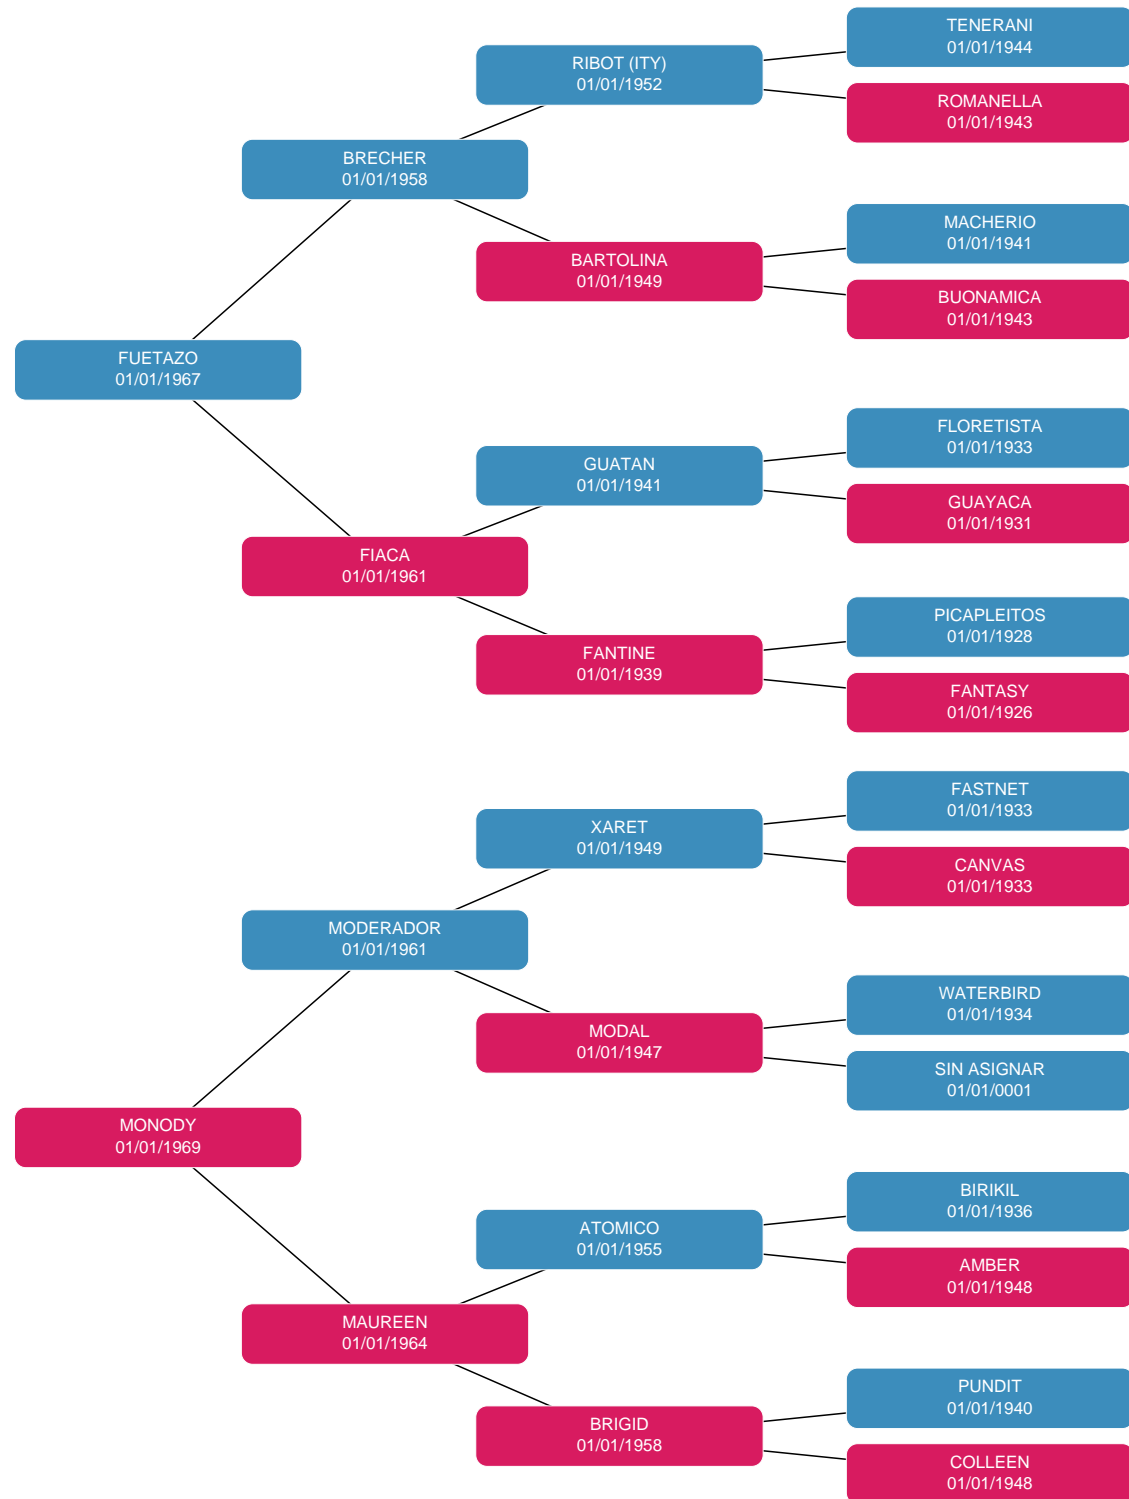 TENERANI
01/01/1944
RIBOT (ITY)
01/01/1952
ROMANELLA
01/01/1943
BRECHER
01/01/1958
MACHERIO
01/01/1941
BARTOLINA
01/01/1949
BUONAMICA
01/01/1943
FUETAZO
01/01/1967
FLORETISTA
01/01/1933
GUATAN
01/01/1941
GUAYACA
01/01/1931
FIACA
01/01/1961
PICAPLEITOS
01/01/1928
FANTINE
01/01/1939
FANTASY
01/01/1926
FASTNET
01/01/1933
XARET
01/01/1949
CANVAS
01/01/1933
MODERADOR
01/01/1961
WATERBIRD
01/01/1934
MODAL
01/01/1947
SIN ASIGNAR
01/01/0001
MONODY
01/01/1969
BIRIKIL
01/01/1936
ATOMICO
01/01/1955
AMBER
01/01/1948
MAUREEN
01/01/1964
PUNDIT
01/01/1940
BRIGID
01/01/1958
COLLEEN
01/01/1948